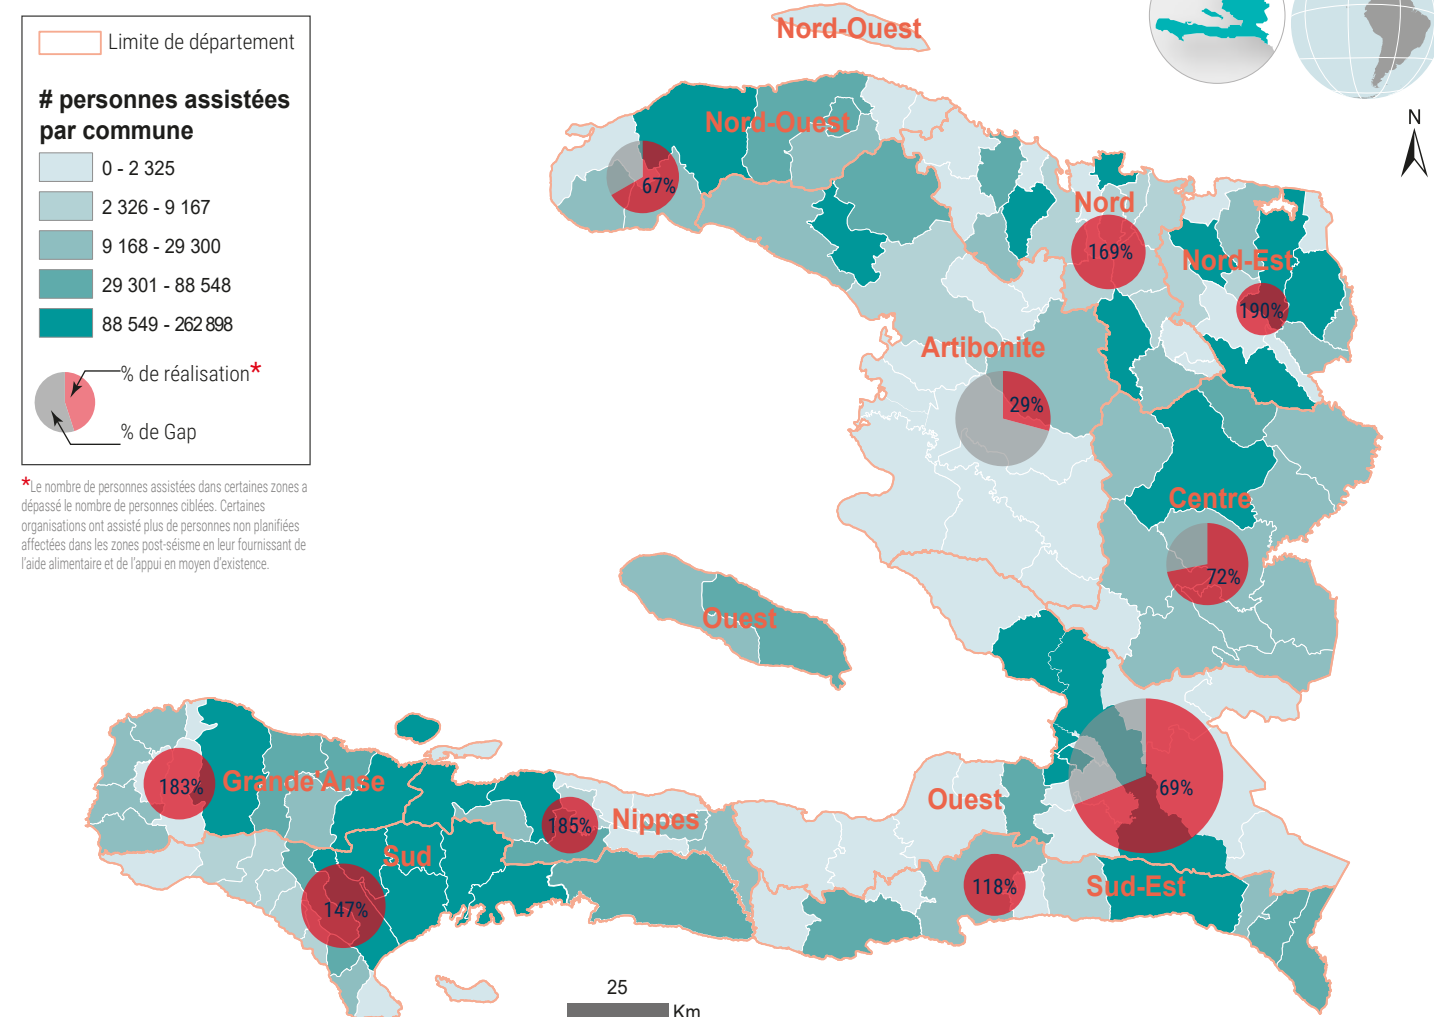 Limite de département
# personnes assistées
par commune
0 - 2 325
2 326 - 9 167
9 168 - 29 300
29 301 - 88 548
88 549 - 262 898
% de réalisation*
% de Gap
*Le nombre de personnes assistées dans certaines zones a
dépassé le nombre de personnes ciblées. Certaines
organisations ont assisté plus de personnes non planifiées
affectées dans les zones post-séisme en leur fournissant de
l'aide alimentaire et de l'appui en moyen d'existence.
Nord-Ouest
N
Nord-Ouest
67%
Nord
169%
Nord-Est
190%
Artibonite
29%
Centre
72%
Ouest
Grande'Anse
183%
Nippes
185%
Ouest
69%
Sud
147%
118%
Sud-Est
25
Km